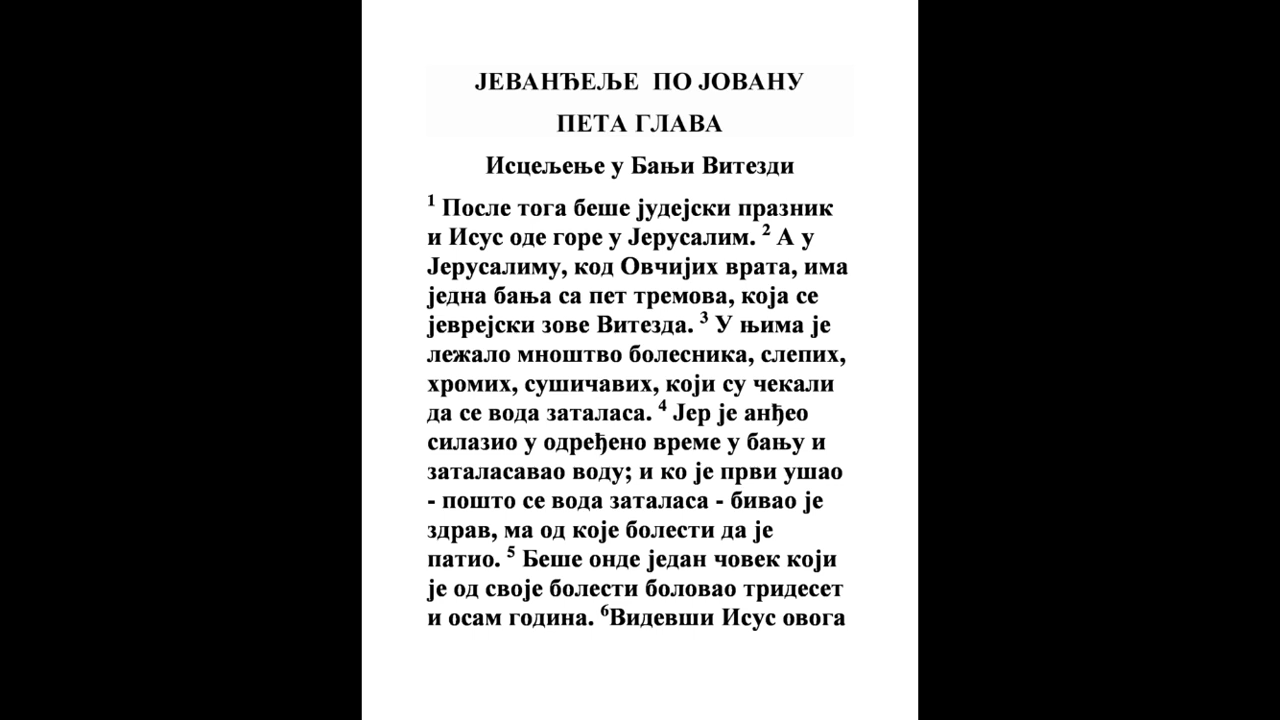 ЈЕВАНЂЕЉЕ ПО ЈОВАНУ
ПЕТА ГЛАВА
Исцељење у Бањи Витезди
1 После тога беше јудејски празник
и Исус оде горе у Јерусалим. 2 А у
Јерусалиму, код Овчијих врата, има
једна бања са пет тремова, која се
јеврејски зове Витезда. 3 У њима је
лежало мноштво болесника, слепих,
хромих, сушичавих, који су чекали
да се вода заталаса. 4 Јер је анђео
силазио у одређено време у бању и
заталасавао воду; и ко је први ушао
- пошто се вода заталаса - бивао је
здрав, ма од које болести да је
патио. 5 Беше онде један човек који
је од своје болести боловао тридесет
и осам година. 6Видевши Исус овога